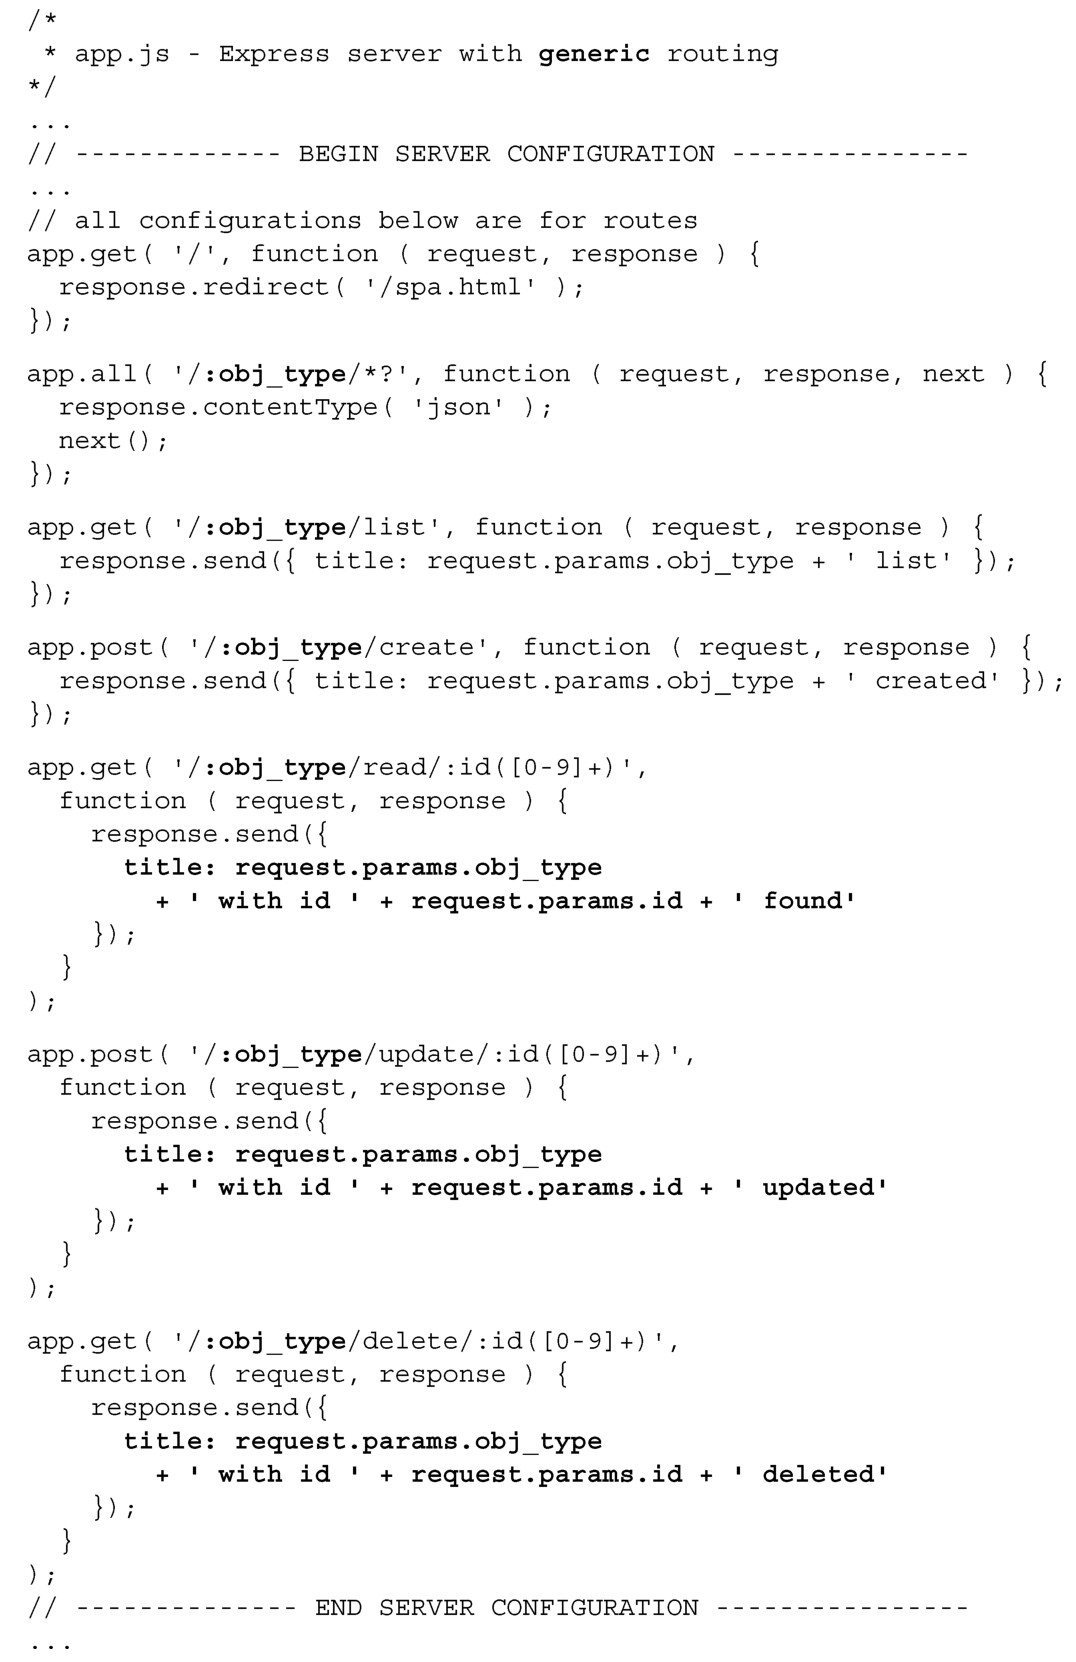 /*
 * app.js - Express server with generic routing
*/
...
// ------------- BEGIN SERVER CONFIGURATION ---------------
...
// all configurations below are for routes
app.get( '/', function ( request, response ) {
  response.redirect( '/spa.html' );
});

app.all( '/:obj_type/*?', function ( request, response, next ) {
  response.contentType( 'json' );
  next();
});

app.get( '/:obj_type/list', function ( request, response ) {
  response.send({ title: request.params.obj_type + ' list' });
});

app.post( '/:obj_type/create', function ( request, response ) {
  response.send({ title: request.params.obj_type + ' created' });
});

app.get( '/:obj_type/read/:id([0-9]+)',
  function ( request, response ) {
    response.send({
      title: request.params.obj_type
        + ' with id ' + request.params.id + ' found'
    });
  }
);

app.post( '/:obj_type/update/:id([0-9]+)',
  function ( request, response ) {
    response.send({
      title: request.params.obj_type
        + ' with id ' + request.params.id + ' updated'
    });
  }
);

app.get( '/:obj_type/delete/:id([0-9]+)',
  function ( request, response ) {
    response.send({
      title: request.params.obj_type
        + ' with id ' + request.params.id + ' deleted'
    });
  }
);
// -------------- END SERVER CONFIGURATION ----------------
...